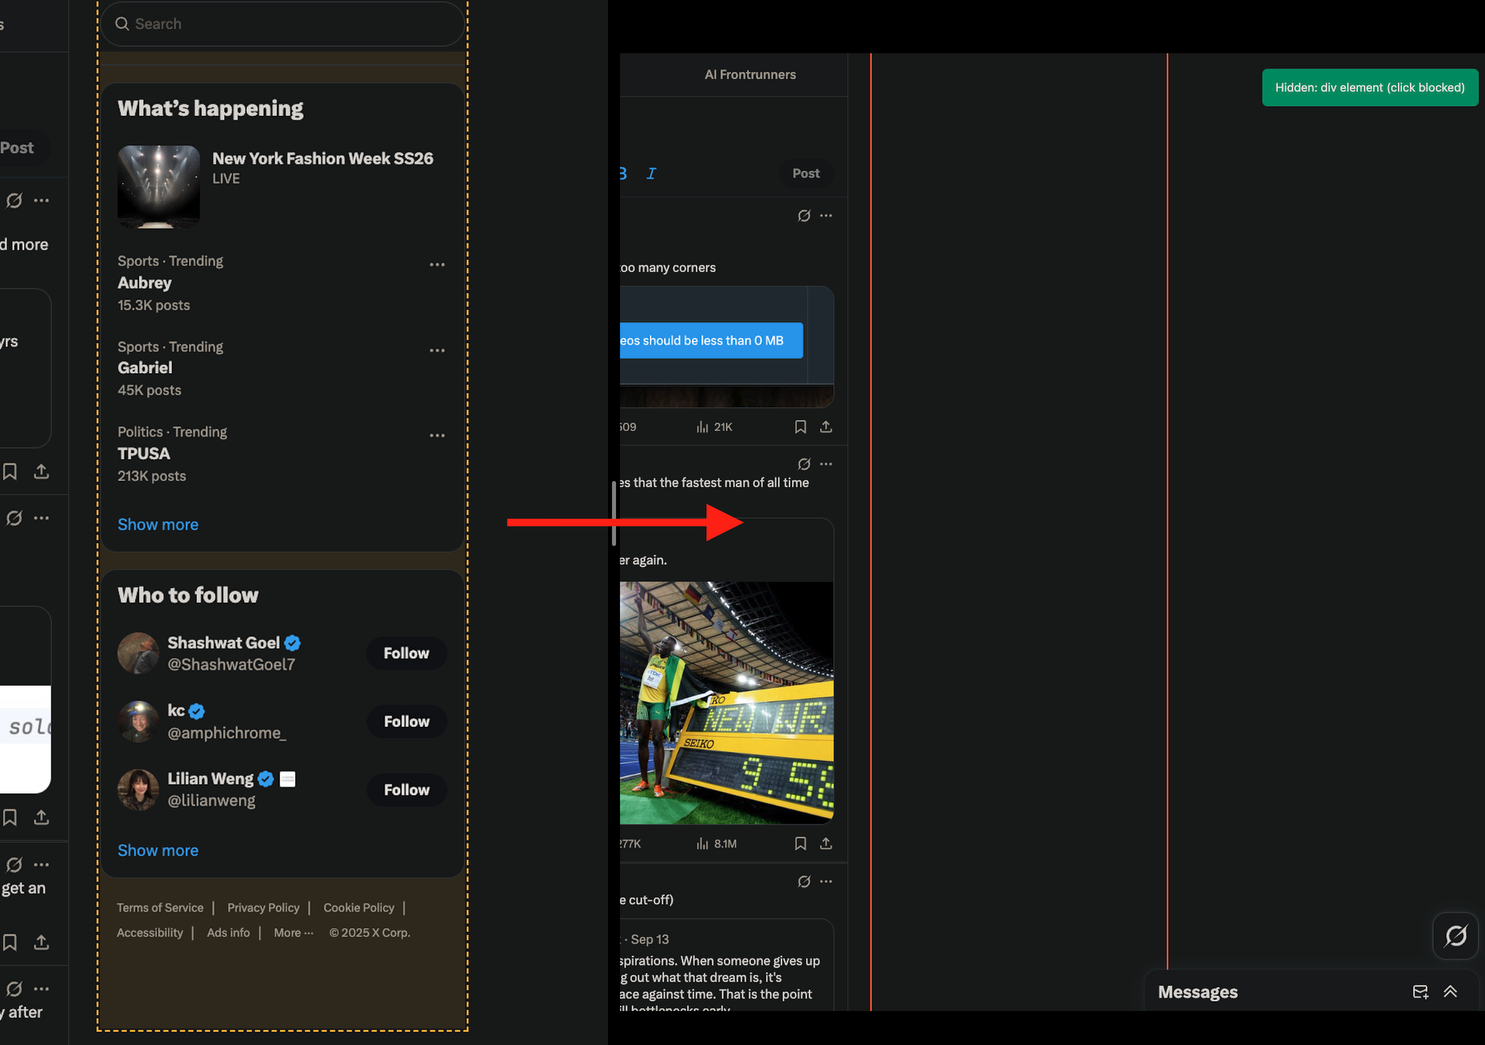 s
Search
What's happening
Post
New York Fashion Week SS26
LIVE
d more
Sports · Trending
Aubrey
15.3K posts
yrs
Sports · Trending
Gabriel
45K posts
Politics · Trending
TPUSA
213K posts
Show more
Who to follow
Shashwat Goel
@ShashwatGoel7
Follow
kc
@amphichrome_
Follow
Lilian Weng
@lilianweng
Follow
Show more
get an
Terms of Service | Privacy Policy | Cookie Policy |
Accessibility | Ads info | More ··· © 2025 X Corp.
y after
AI Frontrunners
Hidden: div element (click blocked)
B I Post
too many corners
eos should be less than 0 MB
509 21K
es that the fastest man of all time
er again.
SEIKO
NEW WR
SEIKO
9.58
277K 8.1M
e cut-off)
· Sep 13
spirations. When someone gives up
g out what that dream is, it's
ace against time. That is the point
Messages